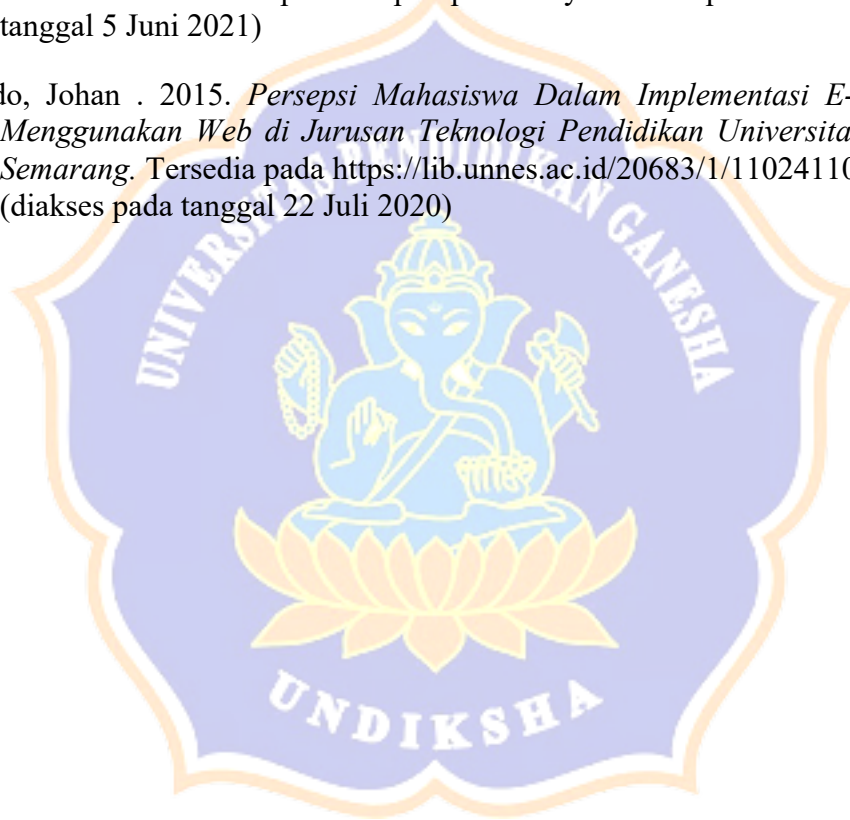 tanggal 5 Juni 2021)
do, Johan . 2015. Persepsi Mahasiswa Dalam Implementasi E-
Menggunakan Web di Jurusan Teknologi Pendidikan Universita
Semarang. Tersedia pada https://lib.unnes.ac.id/20683/1/11024110
(diakses pada tanggal 22 Juli 2020)
UNIVERSITAS PENDIDIKAN GANESHA
UNDIKSHA